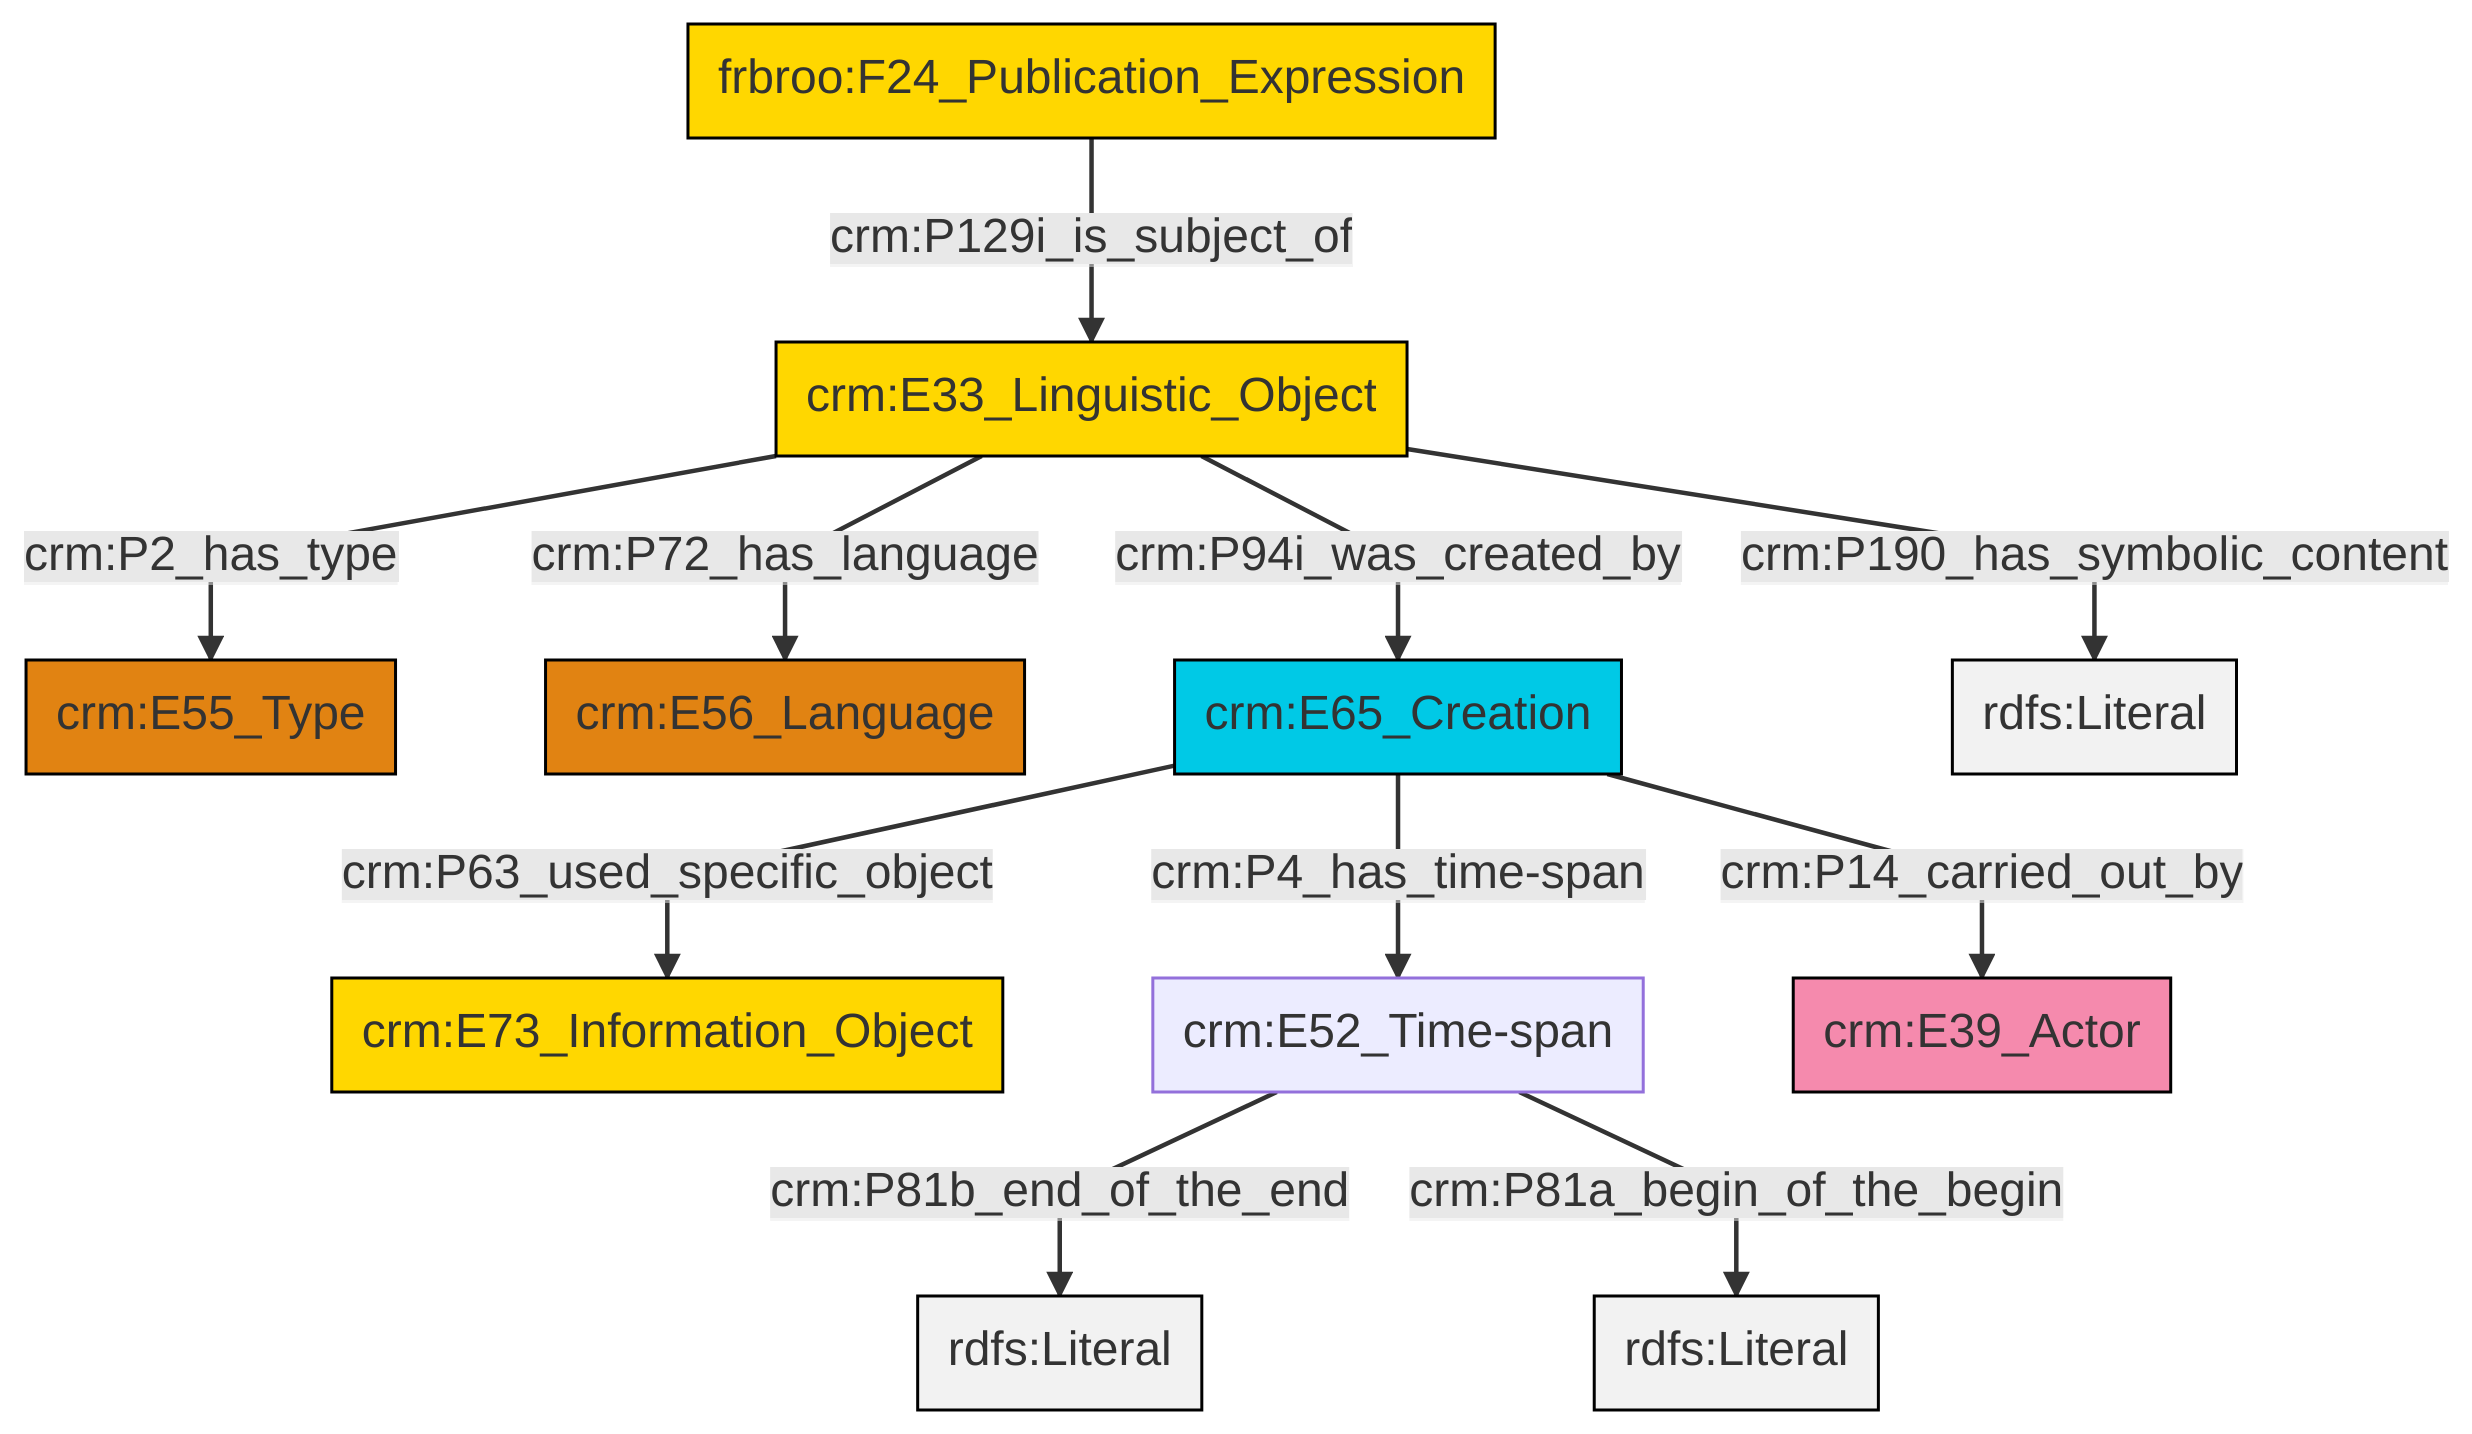 frbroo:F24_Publication_Expression
crm:P129i_is_subject_of
crm:E33_Linguistic_Object
crm:P2_has_type
crm:P72_has_language
crm:P94i_was_created_by
crm:P190_has_symbolic_content
crm:E55_Type
crm:E56_Language
crm:E65_Creation
rdfs:Literal
crm:P63_used_specific_object
crm:P4_has_time-span
crm:P14_carried_out_by
crm:E73_Information_Object
crm:E52_Time-span
crm:E39_Actor
crm:P81b_end_of_the_end
crm:P81a_begin_of_the_begin
rdfs:Literal
rdfs:Literal